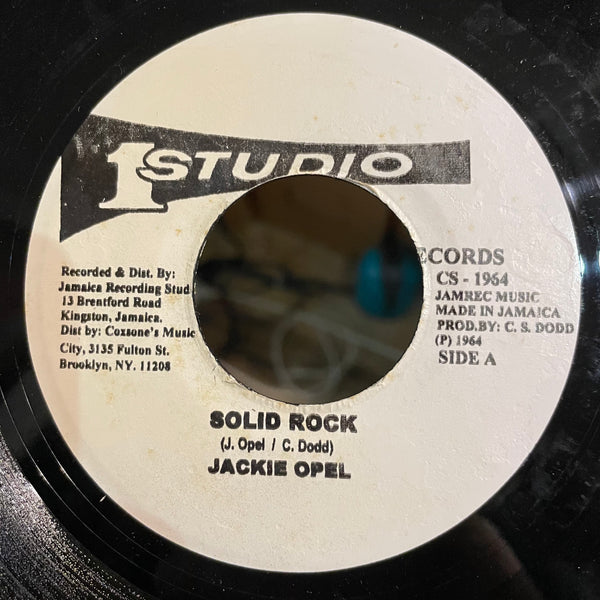 1 STUDIO
ECORDS
CS - 1964
JAMREC MUSIC
MADE IN JAMAICA
PROD.BY: C. S. DODD
(P) 1964
SIDE A
Recorded & Dist. By:
Jamaica Recording Stud
13 Brentford Road
Kingston, Jamaica.
Dist by: Coxsone's Music
City, 3135 Fulton St.
Brooklyn, NY. 11208
SOLID ROCK
(J. Opel / C. Dodd)
JACKIE OPEL